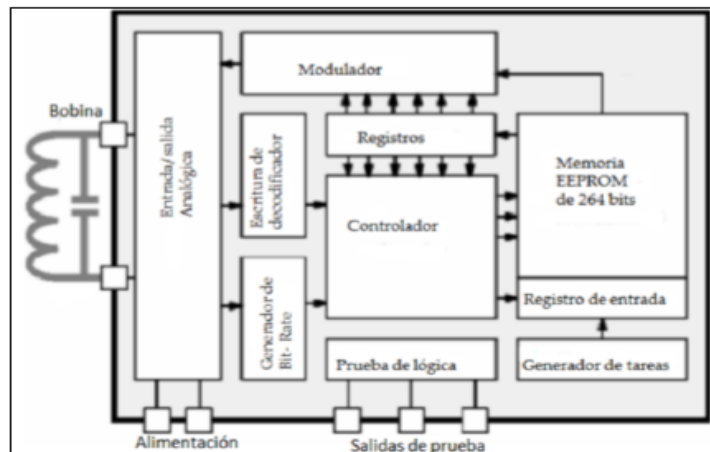 Modulador
Bobina
Entrada/salida
Analógica
Escritura de
decodificador
Registros
Memoria
EEPROM
de 264 bits
Controlador
Generador de
Bit- Rate
Registro de entrada
Prueba de lógica
Generador de tareas
Alimentación
Salidas de prueba